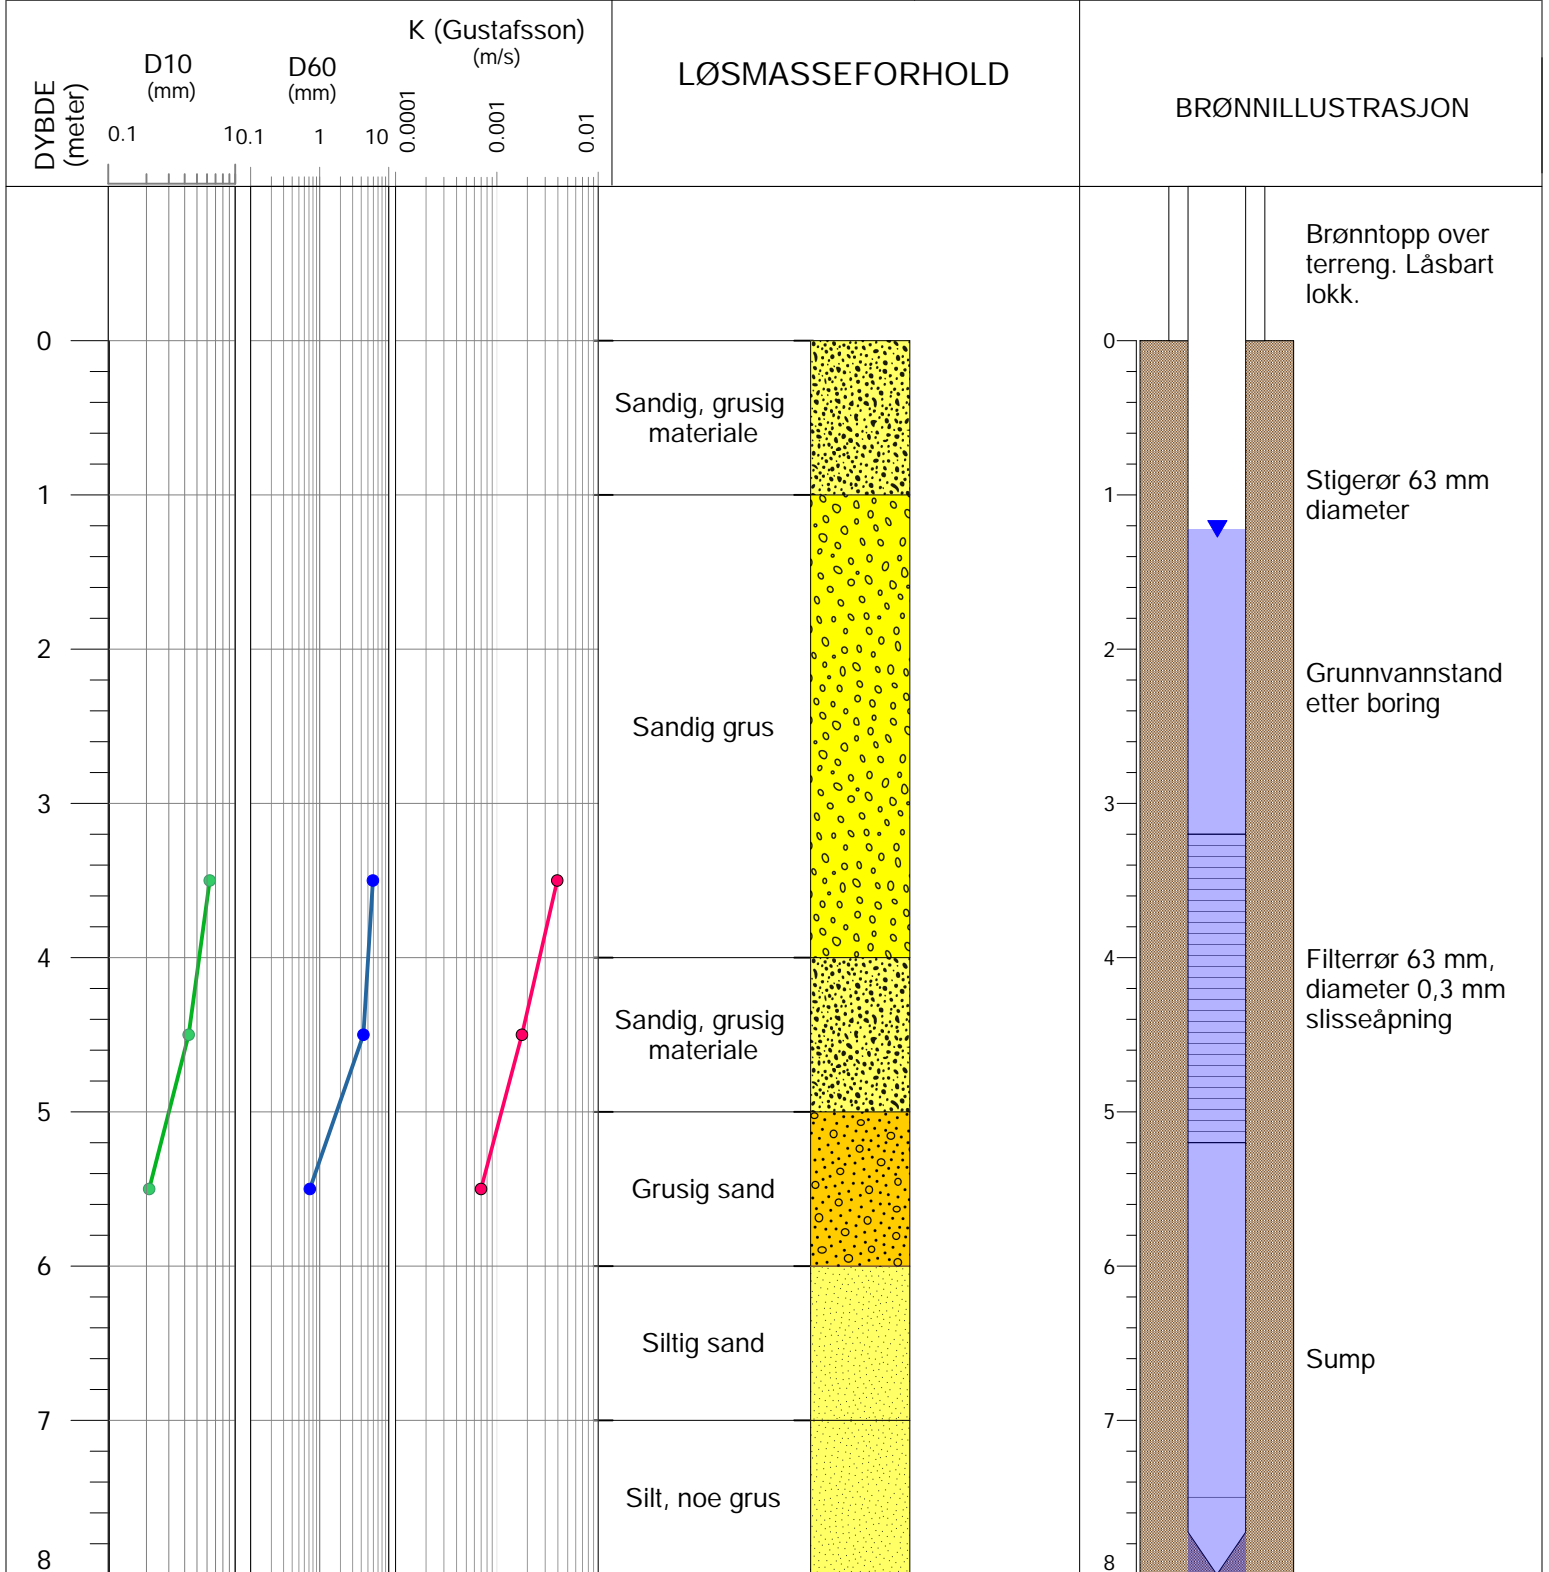 DYBDE
(meter)
D10
(mm)
0.1
1
D60
(mm)
0.1
1
10
K (Gustafsson)
(m/s)
0.0001
0.001
0.01
LØSMASSEFORHOLD
BRØNNILLUSTRASJON
0
1
2
3
4
5
6
7
8
Sandig, grusig
materiale
Sandig grus
Sandig, grusig
materiale
Grusig sand
Siltig sand
Silt, noe grus
0
1
2
3
4
5
6
7
8
Brønntopp over
terreng. Låsbart
lokk.
Stigerør 63 mm
diameter
Grunnvannstand
etter boring
Filterrør 63 mm,
diameter 0,3 mm
slisseåpning
Sump